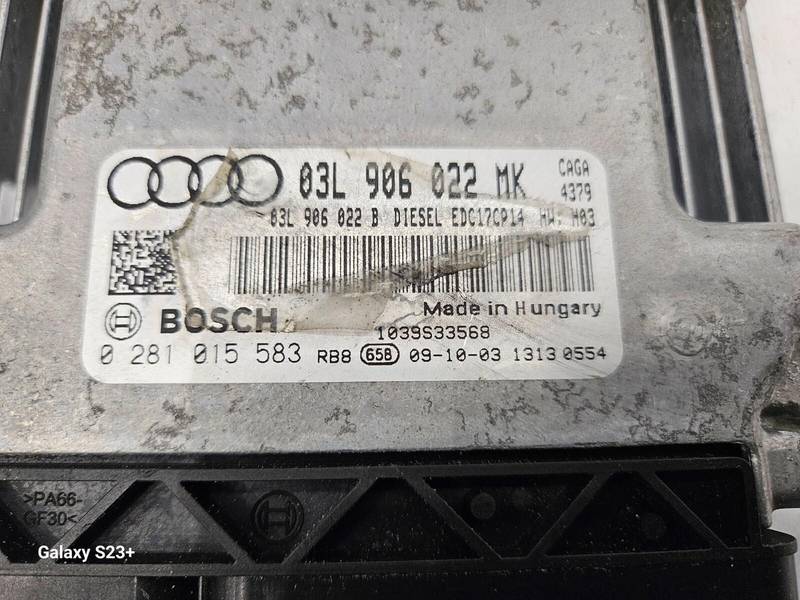 03L 906 022 MK
CAGA
4379
03L 906 022 B DIESEL EDC17CP14 HW: H03
BOSCH
Made in Hungary
1039S33568
0 281 015 583 RB8 658 09-10-03 1313 0554
>PA66-
GF30<
Galaxy S23+